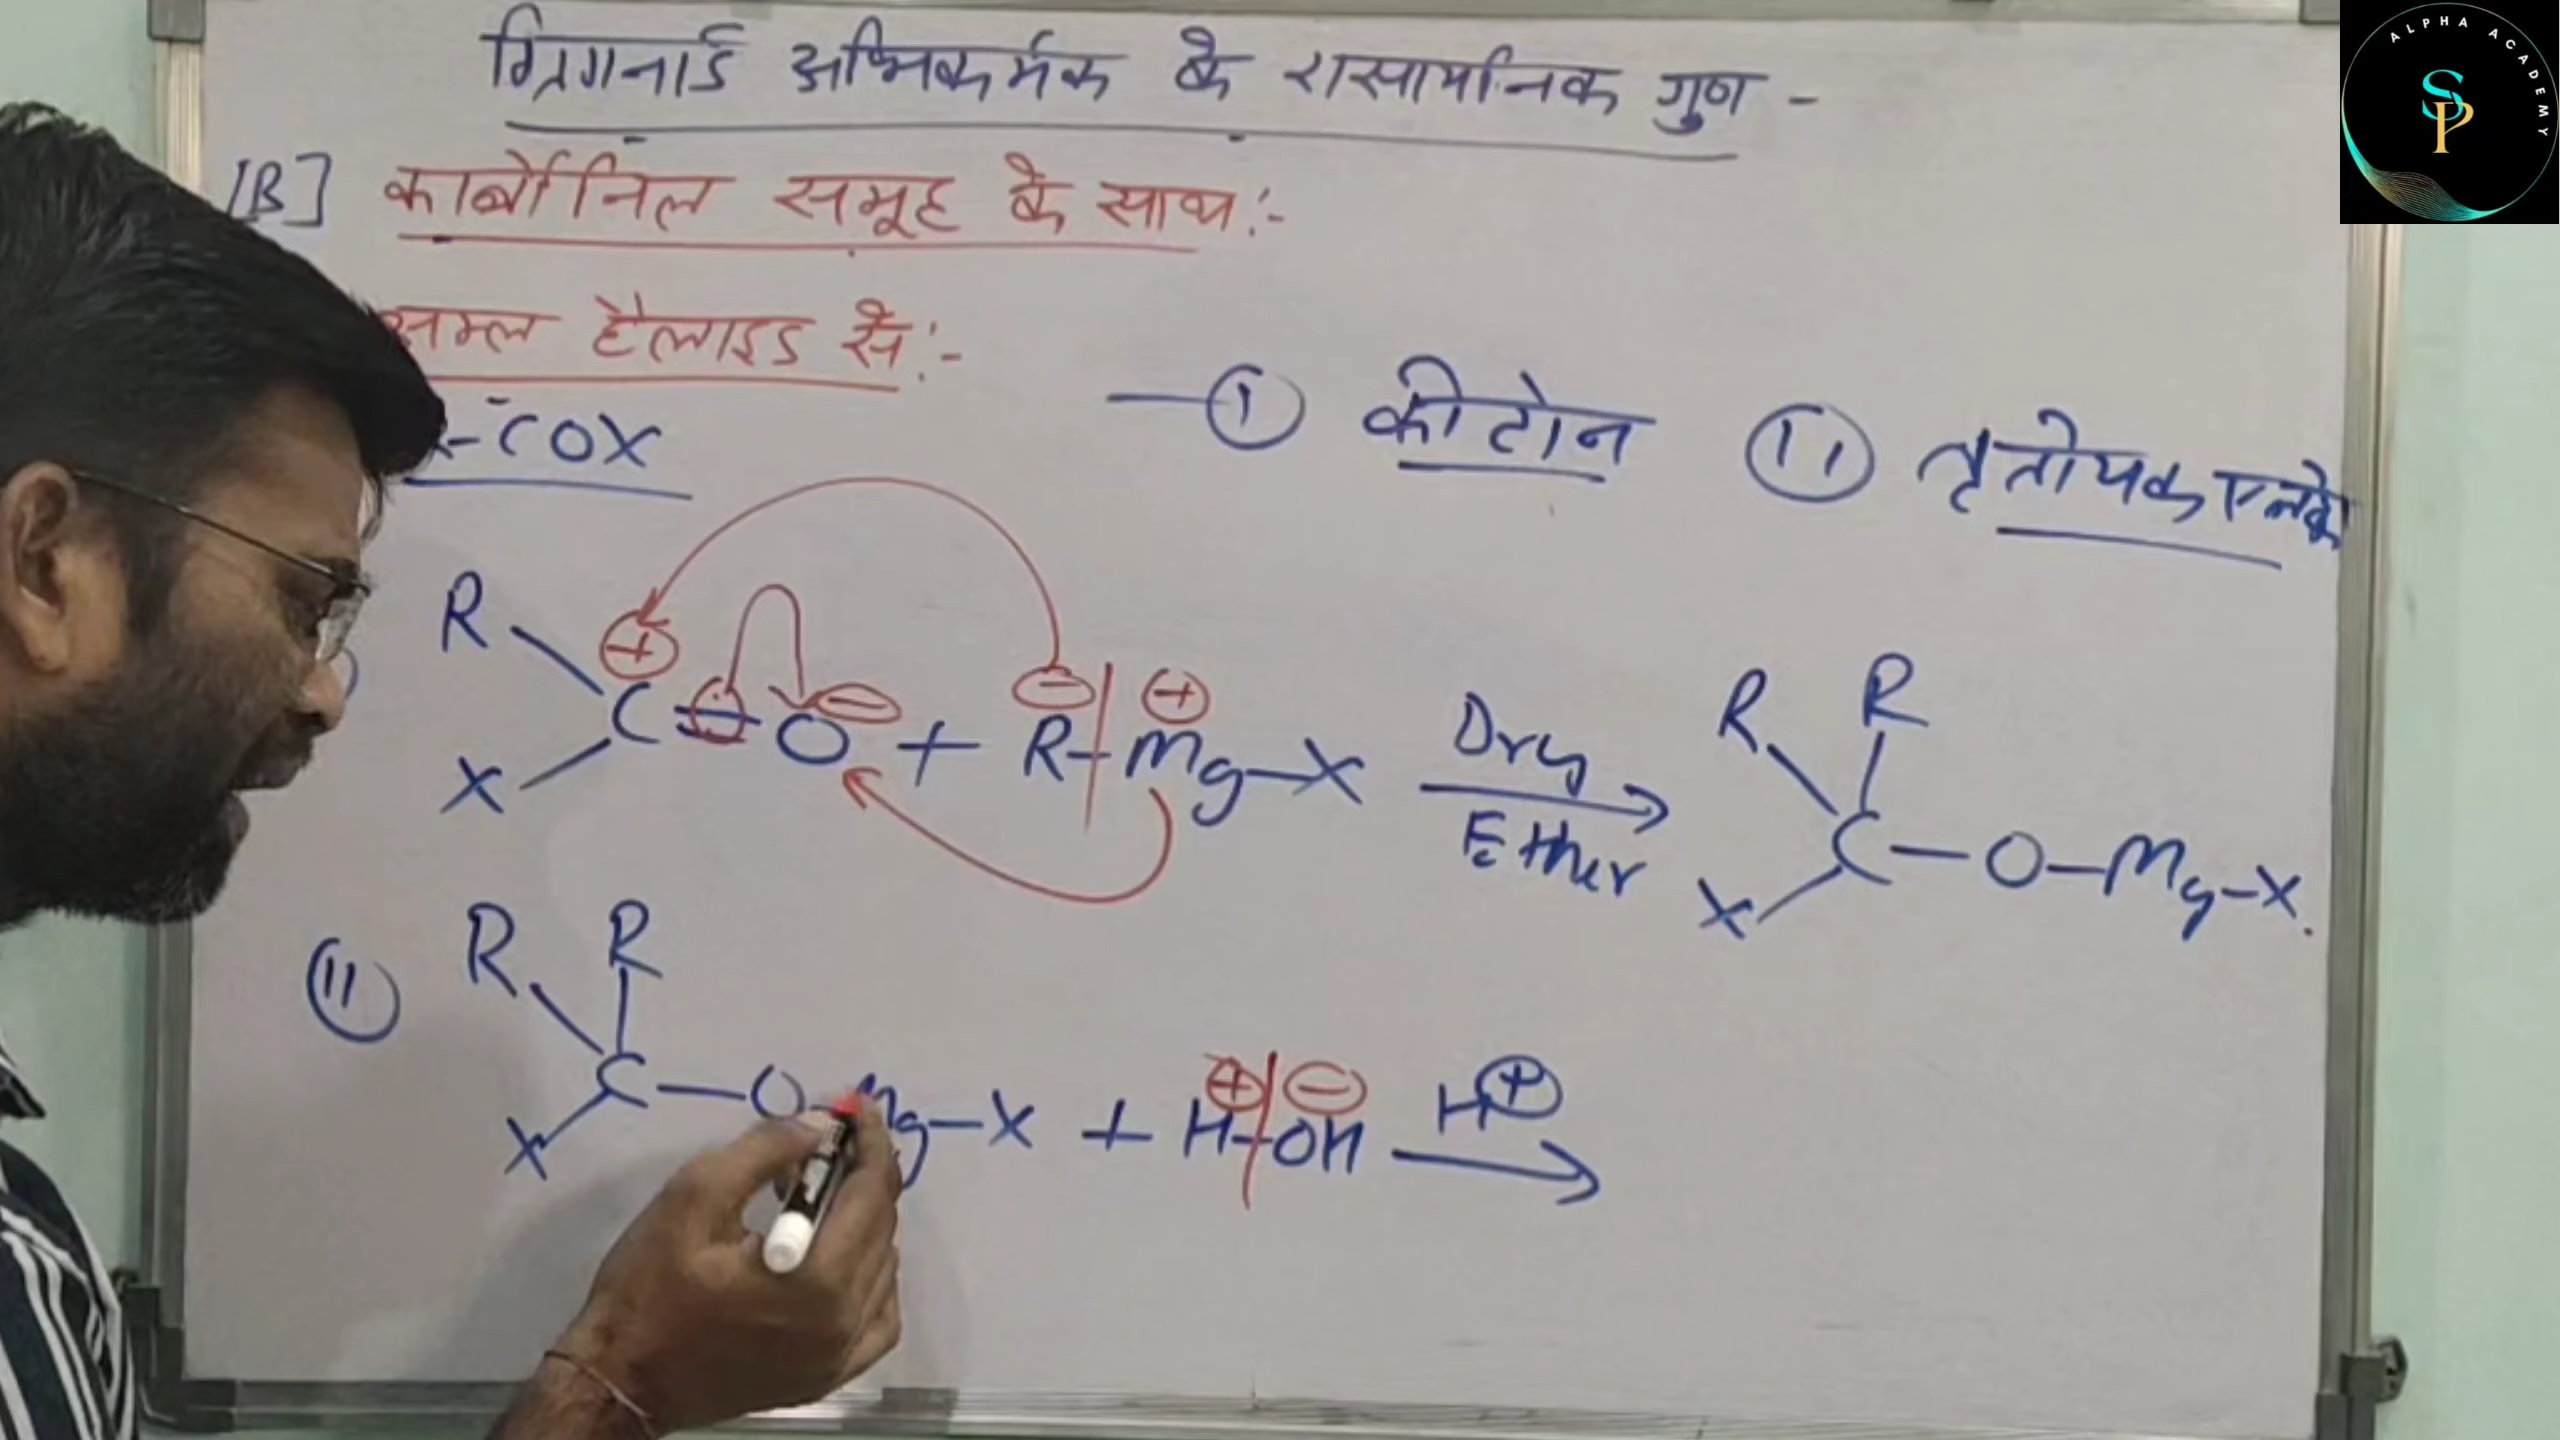 ग्रिगनार्ड अभिकर्मक के रासायनिक गुण -
[B] कार्बोनिल समूह के साथ :-
अम्ल हैलाइड से :-
R-COX
— (I) कीटोन (II) तृतीयक एल्को
R
X
C = O + R-Mg-X
⊕ ⊖ ⊖ ⊕
Dry
Ether
R R
X
C-O-Mg-X.
(II) R R
X
C-O-Mg-X + H-OH
⊕ ⊖
H⊕
ALPHA ACADEMY
SP